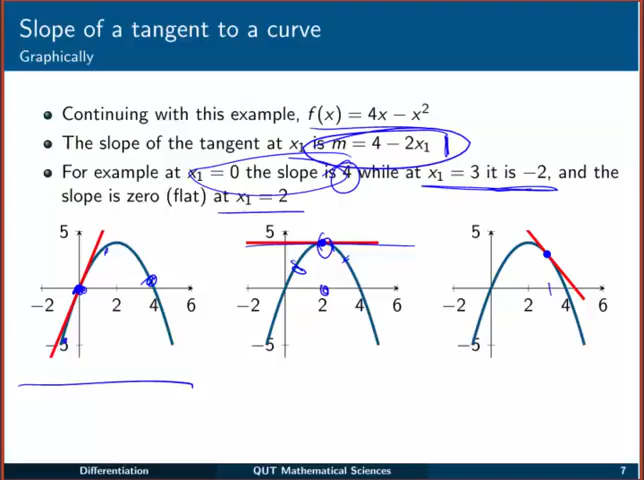 Slope of a tangent to a curve
Graphically
Continuing with this example, f(x) = 4x − x²
The slope of the tangent at x₁ is m = 4 − 2x₁
For example at x₁ = 0 the slope is 4 while at x₁ = 3 it is −2, and the
slope is zero (flat) at x₁ = 2
5 5 5
−2 2 4 6 −2 2 4 6 −2 2 4 6
−5 −5 −5
Differentiation QUT Mathematical Sciences 7